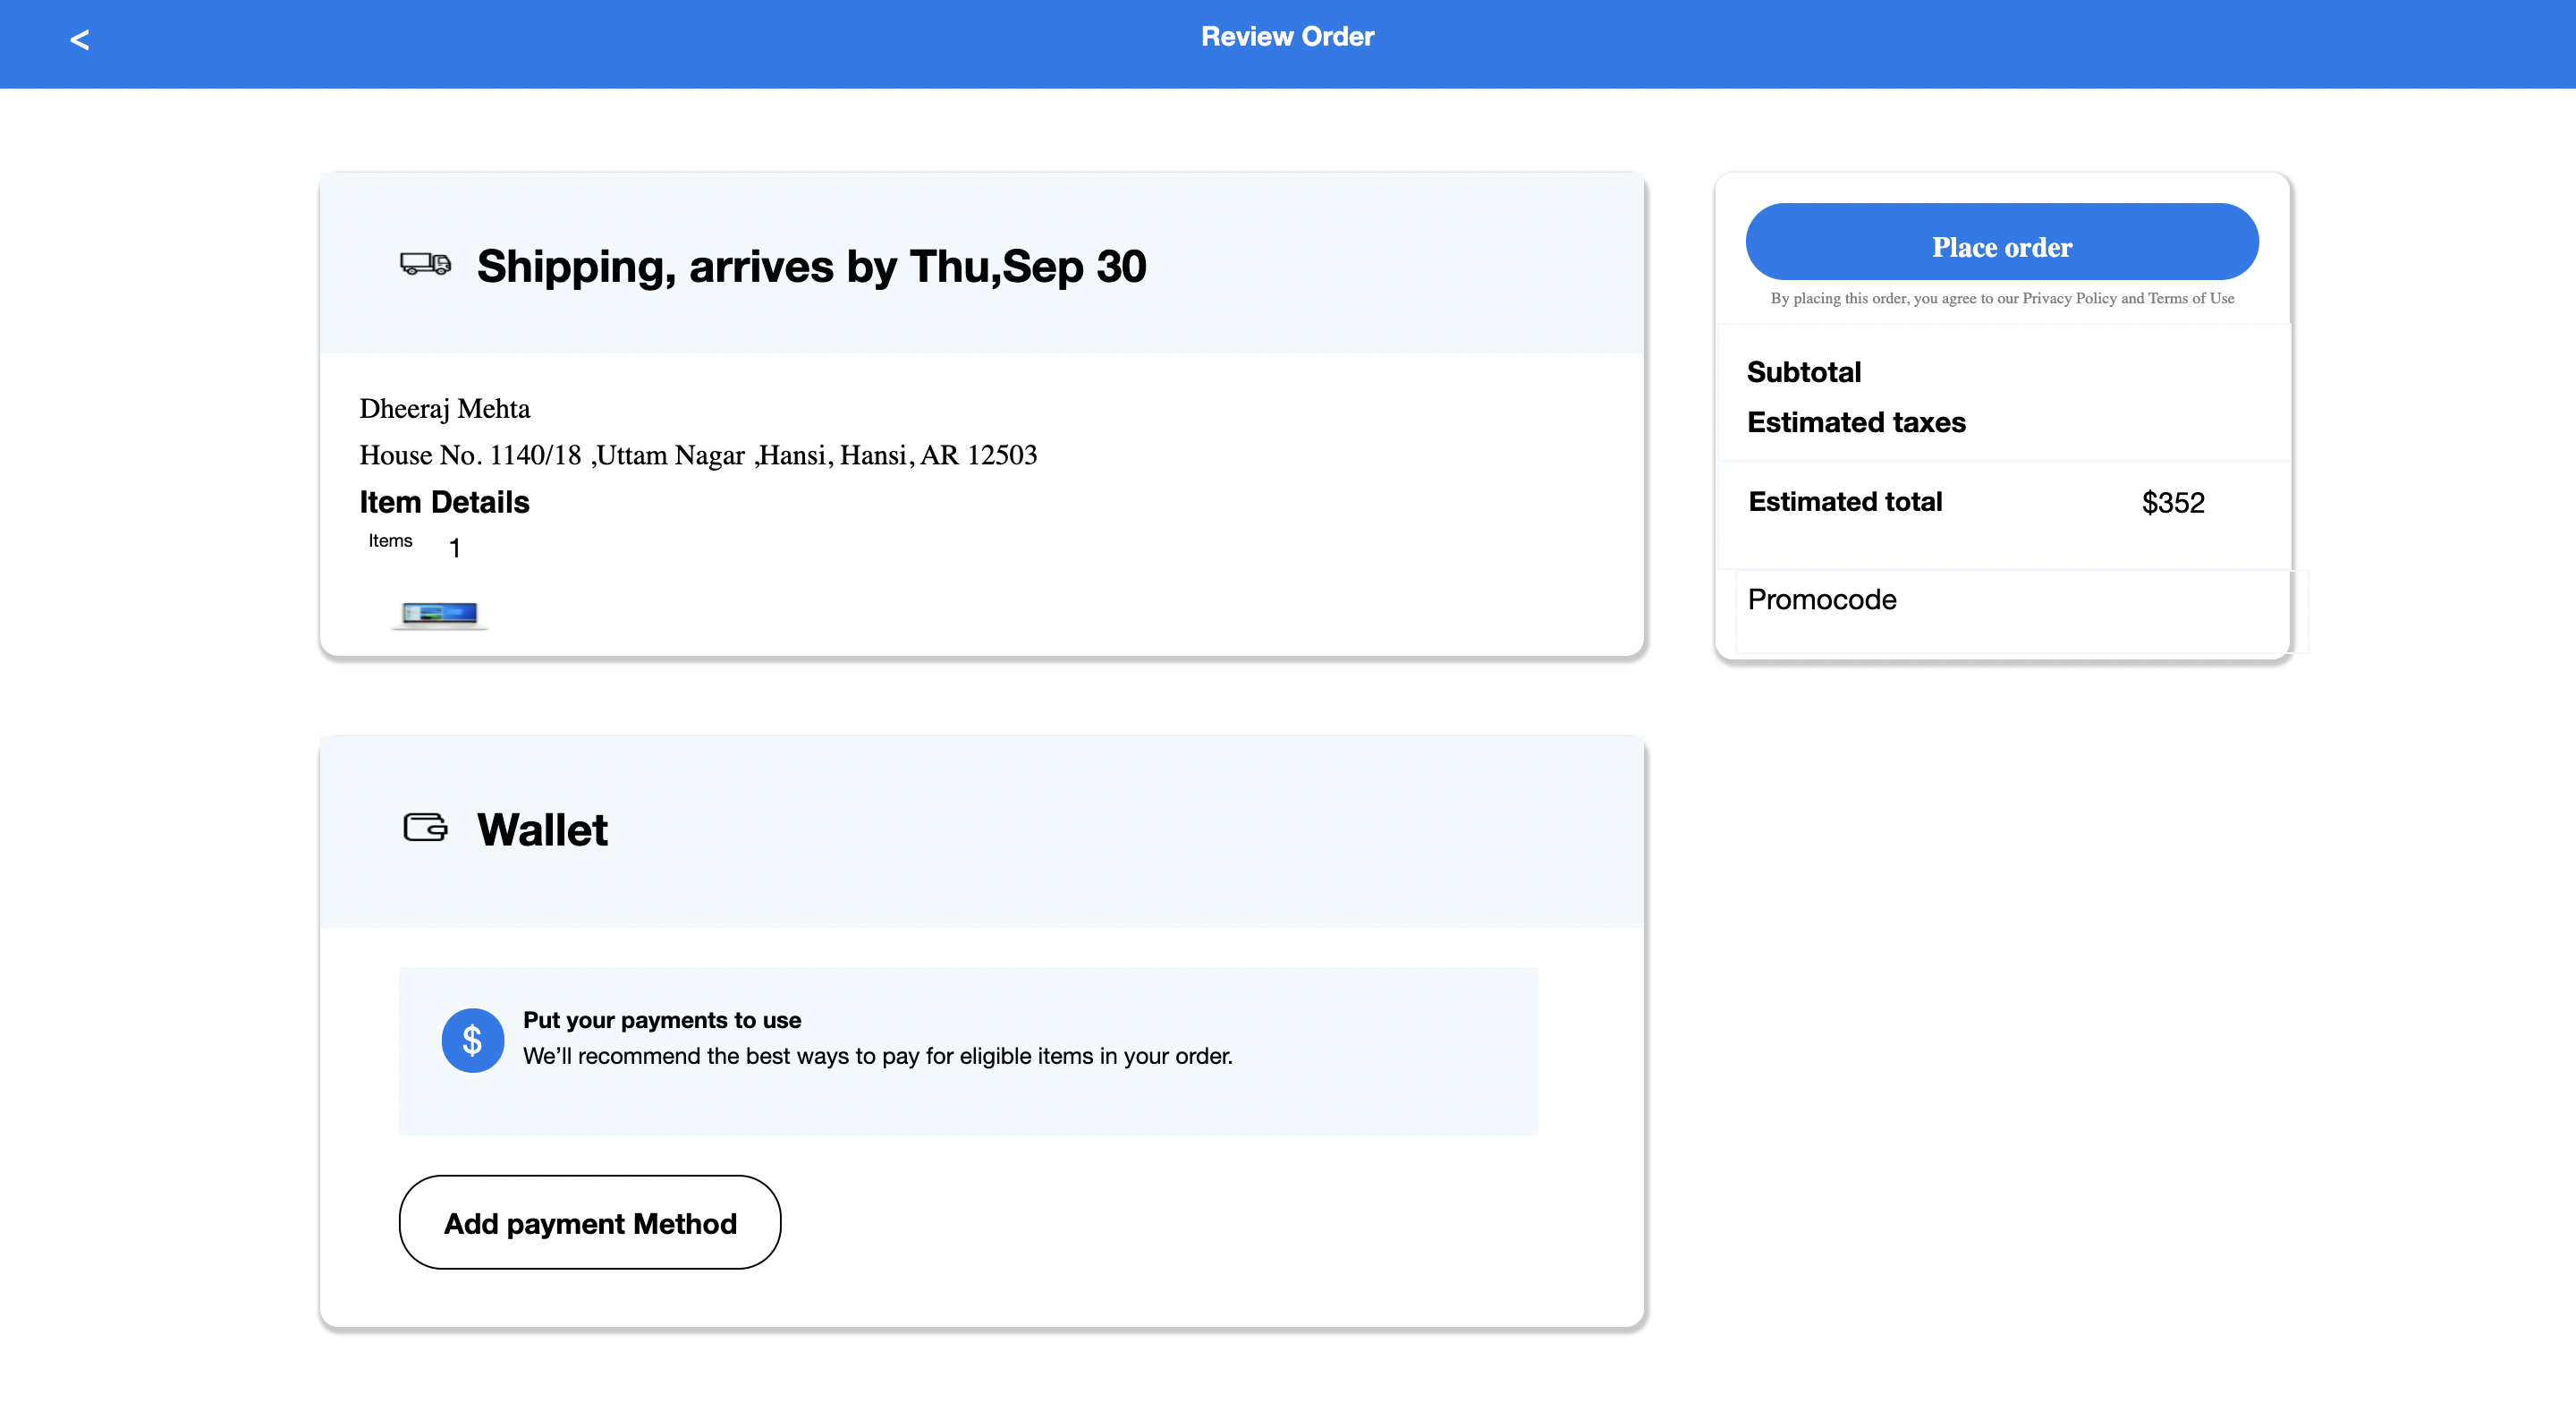 <
Review Order
Shipping, arrives by Thu,Sep 30
Dheeraj Mehta
House No. 1140/18 ,Uttam Nagar ,Hansi, Hansi, AR 12503
Item Details
Items 1
Place order
By placing this order, you agree to our Privacy Policy and Terms of Use
Subtotal
Estimated taxes
Estimated total $352
Promocode
Wallet
$
Put your payments to use
We’ll recommend the best ways to pay for eligible items in your order.
Add payment Method